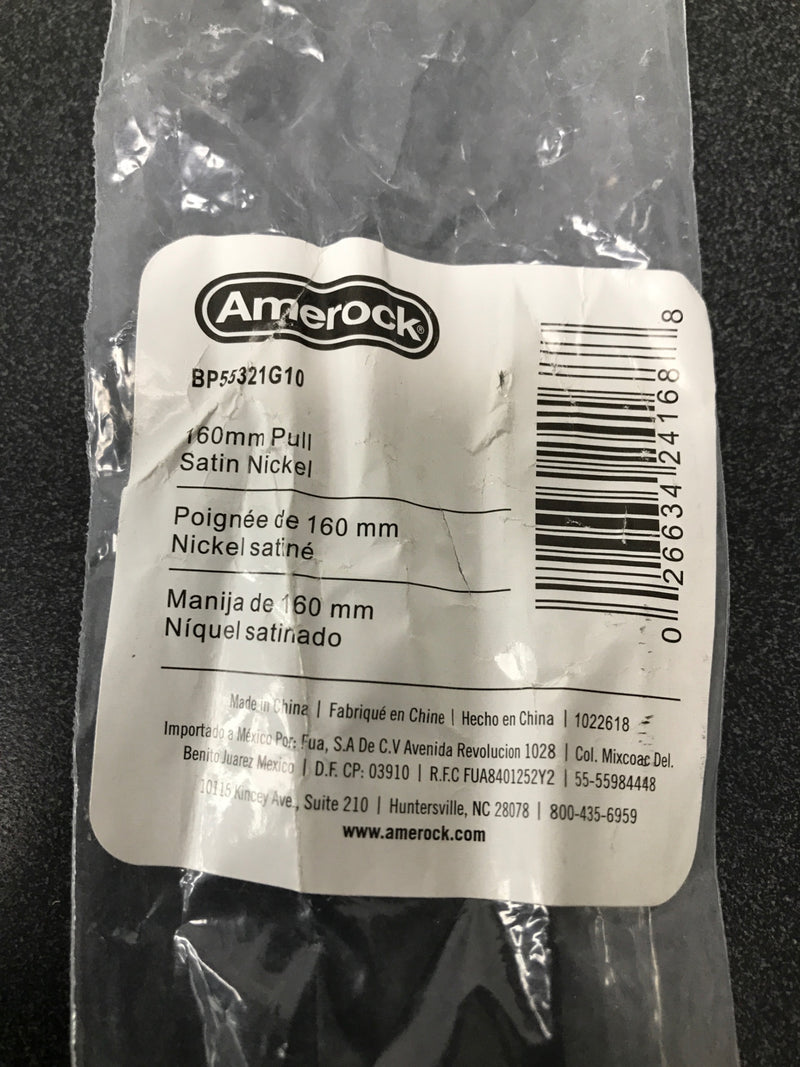 Amerock®
BP55321G10
160mm Pull
Satin Nickel
Poignée de 160 mm
Nickel satiné
Manija de 160 mm
Níquel satinado
Made in China | Fabriqué en Chine | Hecho en China | 1022618
Importado a México Por: Fua, S.A De C.V Avenida Revolucion 1028 | Col. Mixcoac Del.
Benito Juarez Mexico | D.F. CP: 03910 | R.F.C FUA8401252Y2 | 55-55984448
10115 Kincey Ave., Suite 210 | Huntersville, NC 28078 | 800-435-6959
www.amerock.com
0 26634 24168 8